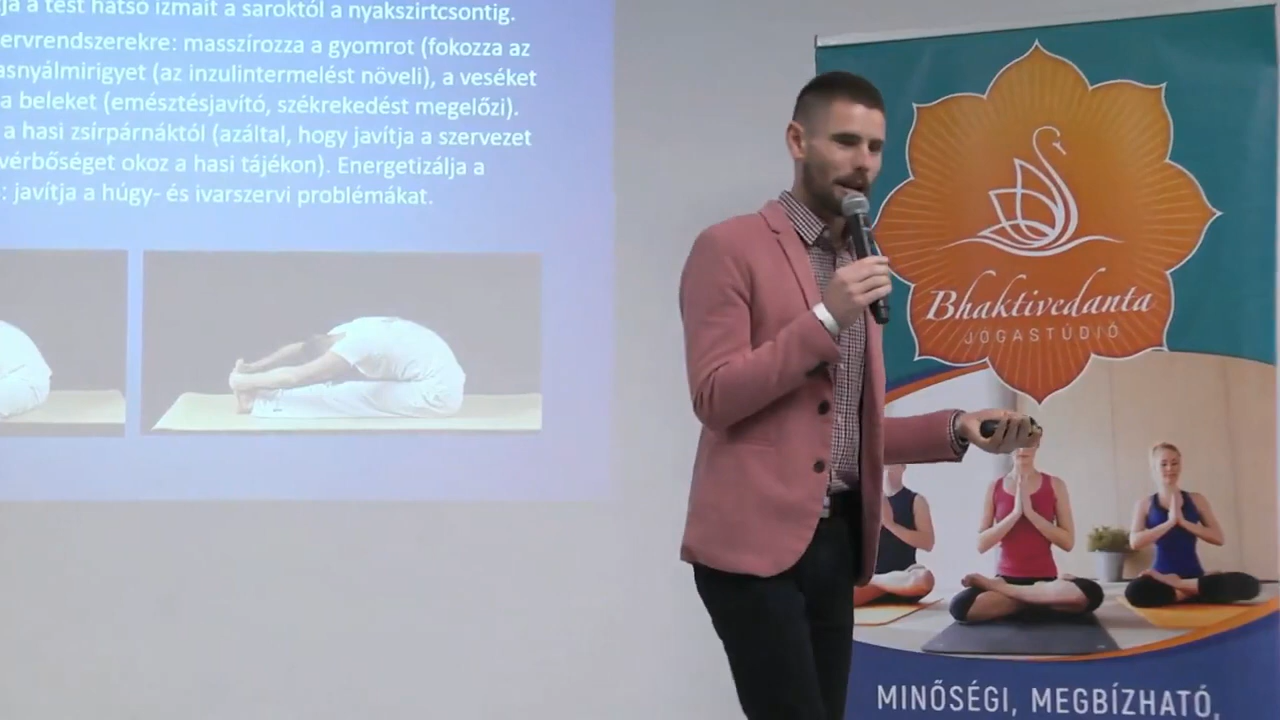 ja a test hátsó izmait a saroktól a nyakszirtcsontig.
ervrendszerekre: masszírozza a gyomrot (fokozza az
asnyálmirigyet (az inzulintermelést növeli), a veséket
a beleket (emésztésjavító, székrekedést megelőzi).
a hasi zsírpárnáktól (azáltal, hogy javítja a szervezet
vérbőséget okoz a hasi tájékon). Energetizálja a
: javítja a húgy- és ivarszervi problémákat.
Bhaktivedanta
JÓGASTÚDIÓ
MINŐSÉGI, MEGBÍZHATÓ,